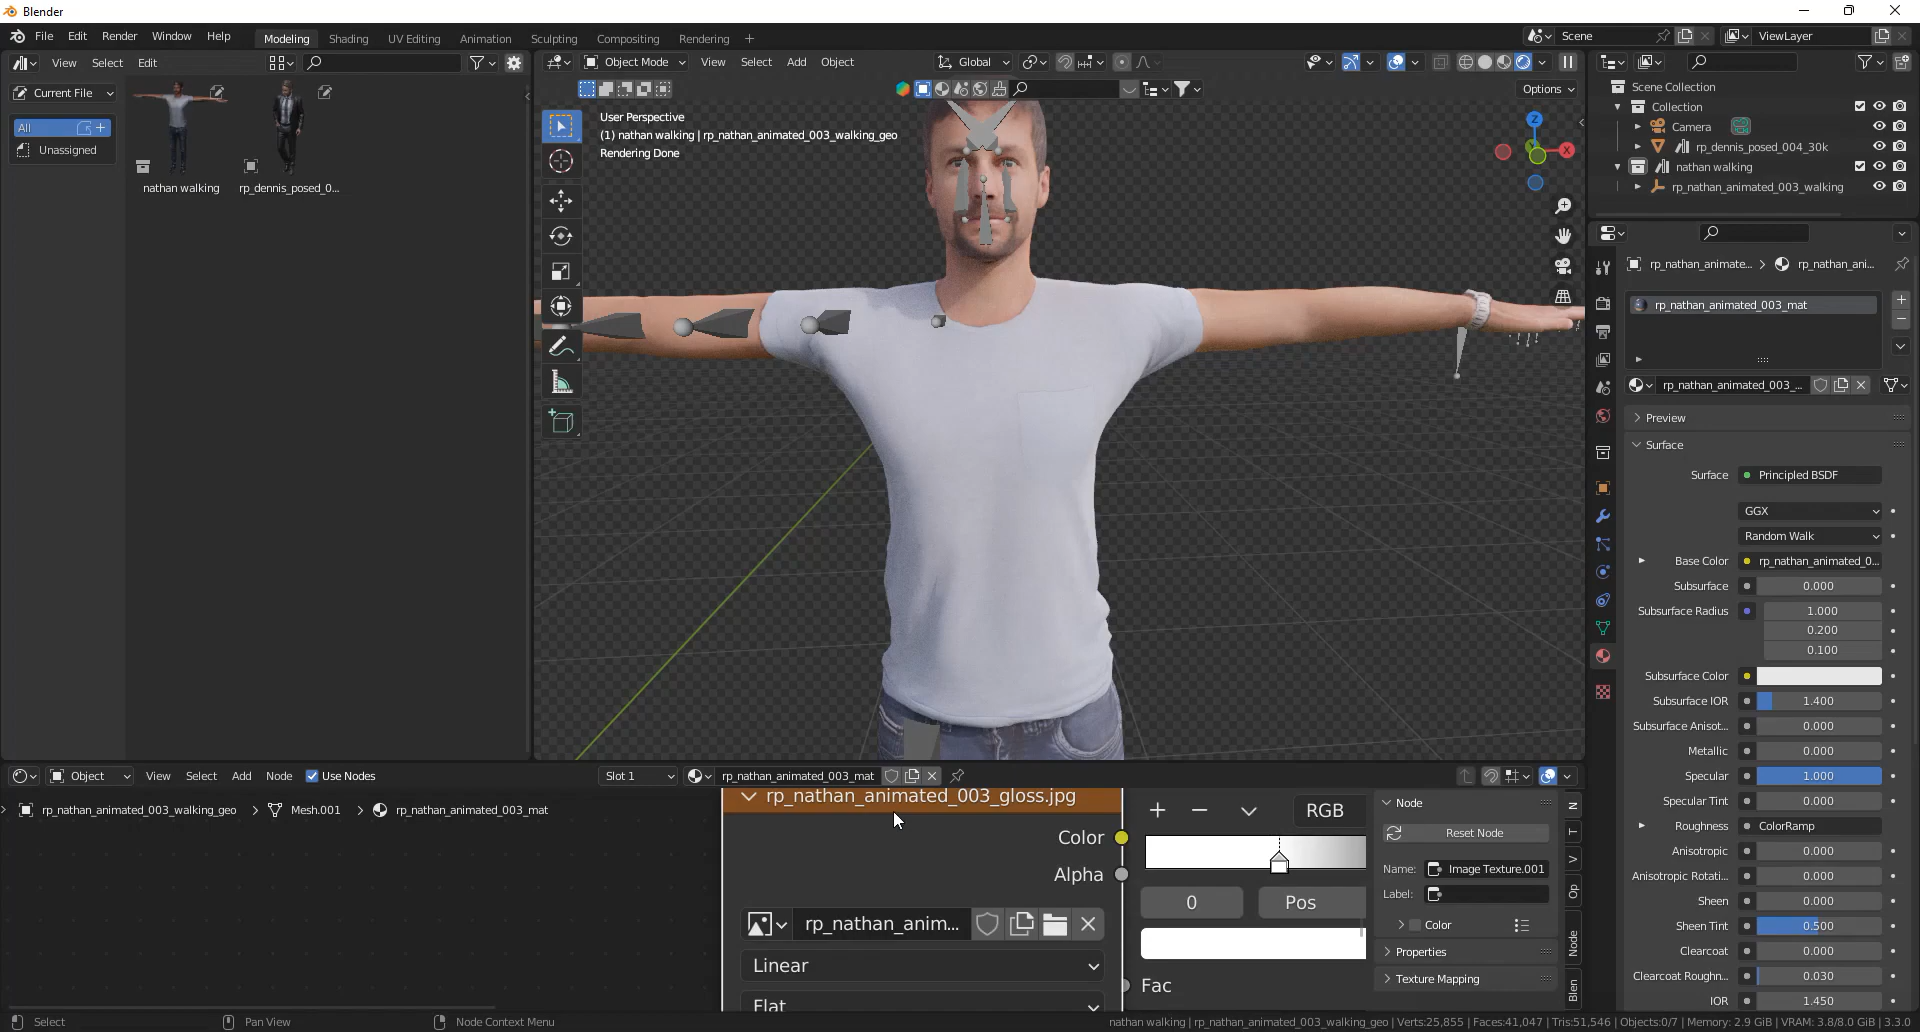 Blender
File Edit Render Window Help
Modeling Shading UV Editing Animation Sculpting Compositing Rendering +
Scene
ViewLayer
View Select Edit
Object Mode View Select Add Object
Global
Current File
All
Unassigned
nathan walking
rp_dennis_posed_0...
Options
User Perspective
(1) nathan walking | rp_nathan_animated_003_walking_geo
Rendering Done
Z
X
Scene Collection
Collection
Camera
rp_dennis_posed_004_30k
nathan walking
rp_nathan_animated_003_walking
rp_nathan_animate... > rp_nathan_ani...
rp_nathan_animated_003_mat
rp_nathan_animated_003_...
Preview
Surface
Surface Principled BSDF
GGX
Random Walk
Base Color rp_nathan_animated_0...
Subsurface 0.000
Subsurface Radius 1.000
0.200
0.100
Subsurface Color
Subsurface IOR 1.400
Subsurface Anisot... 0.000
Metallic 0.000
Specular 1.000
Specular Tint 0.000
Roughness ColorRamp
Anisotropic 0.000
Anisotropic Rotati... 0.000
Sheen 0.000
Sheen Tint 0.500
Clearcoat 0.000
Clearcoat Roughn... 0.030
IOR 1.450
Object View Select Add Node Use Nodes
Slot 1 rp_nathan_animated_003_mat
rp_nathan_animated_003_walking_geo > Mesh.001 > rp_nathan_animated_003_mat
rp_nathan_animated_003_gloss.jpg
Color
Alpha
rp_nathan_anim...
Linear
Flat
RGB
0 Pos
Fac
Node
Reset Node
Name: Image Texture.001
Label:
Color
Properties
Texture Mapping
N
T
V
Op
Node
Blen
Select Pan View Node Context Menu
nathan walking | rp_nathan_animated_003_walking_geo | Verts:25,855 | Faces:41,047 | Tris:51,546 | Objects:0/7 | Memory: 2.9 GiB | VRAM: 3.8/8.0 GiB | 3.3.0